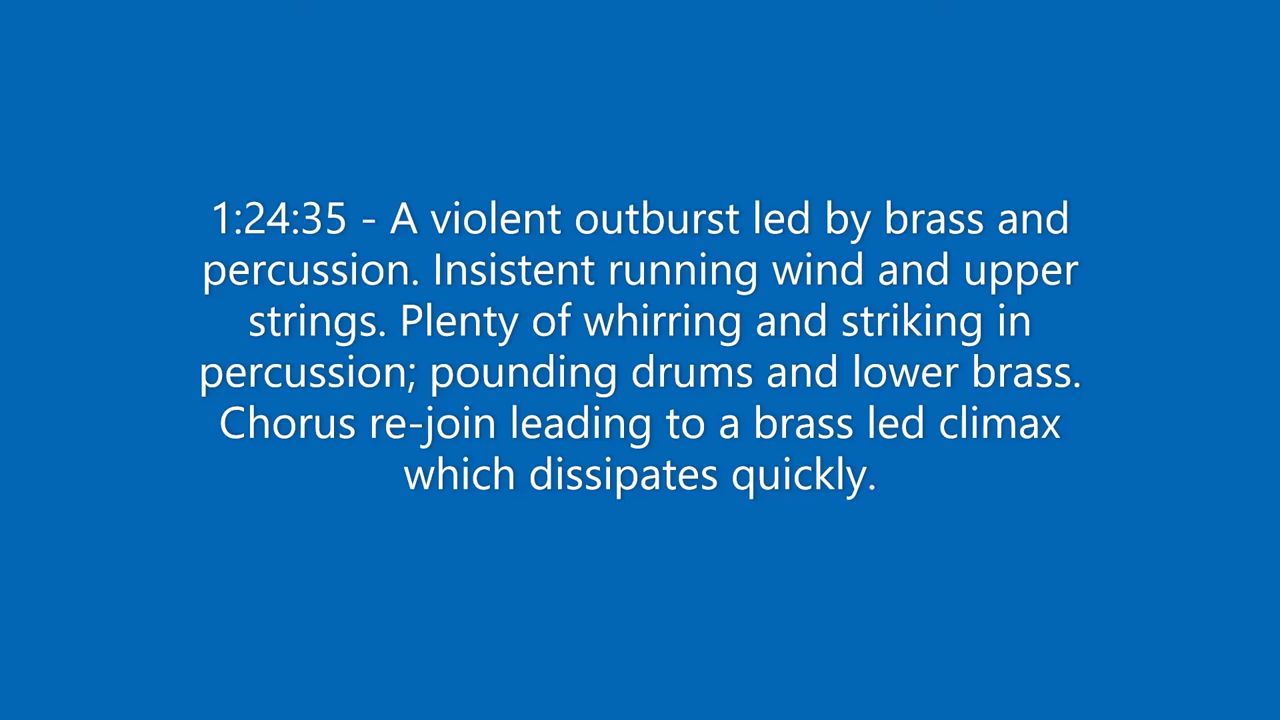 1:24:35 - A violent outburst led by brass and
percussion. Insistent running wind and upper
strings. Plenty of whirring and striking in
percussion; pounding drums and lower brass.
Chorus re-join leading to a brass led climax
which dissipates quickly.